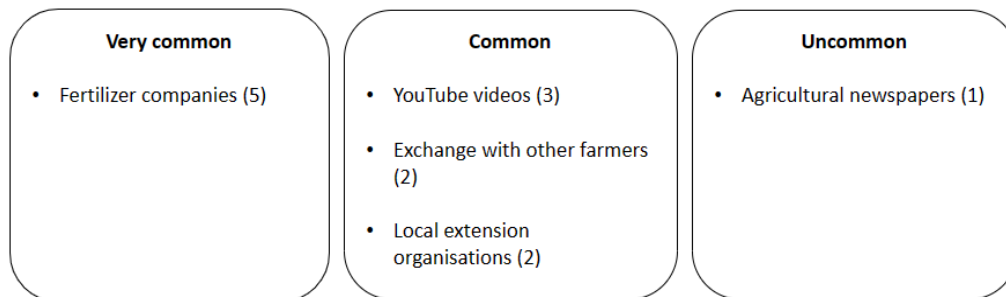 Very common
• Fertilizer companies (5)
Common
• YouTube videos (3)
• Exchange with other farmers
(2)
• Local extension
organisations (2)
Uncommon
• Agricultural newspapers (1)